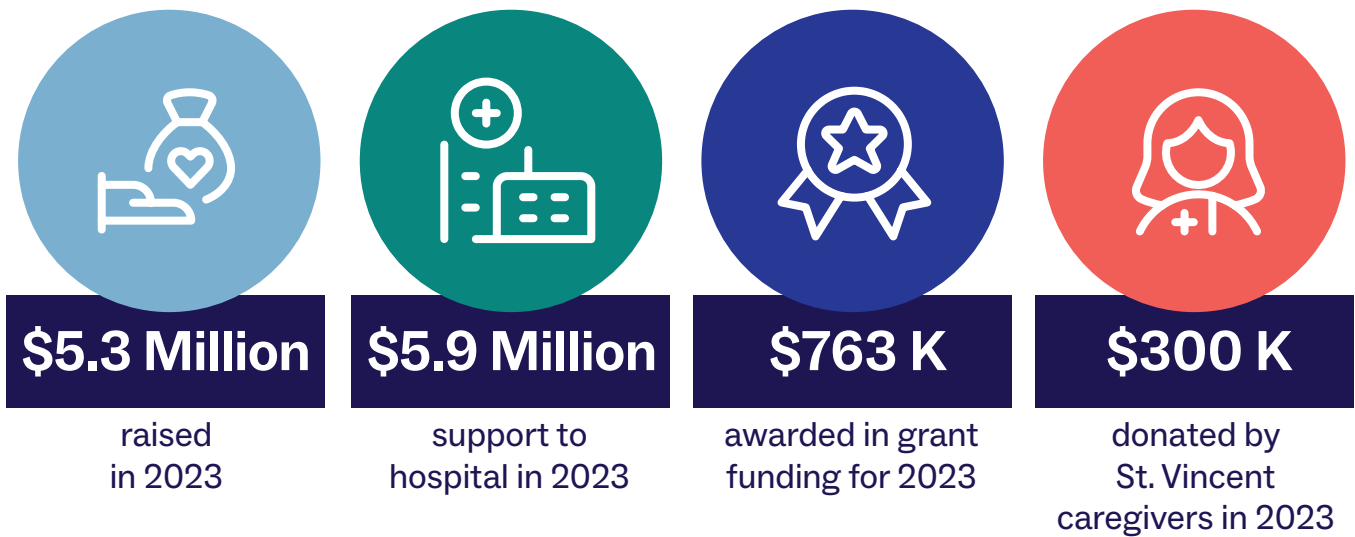 $5.3 Million
raised
in 2023
$5.9 Million
support to
hospital in 2023
$763 K
awarded in grant
funding for 2023
$300 K
donated by
St. Vincent
caregivers in 2023